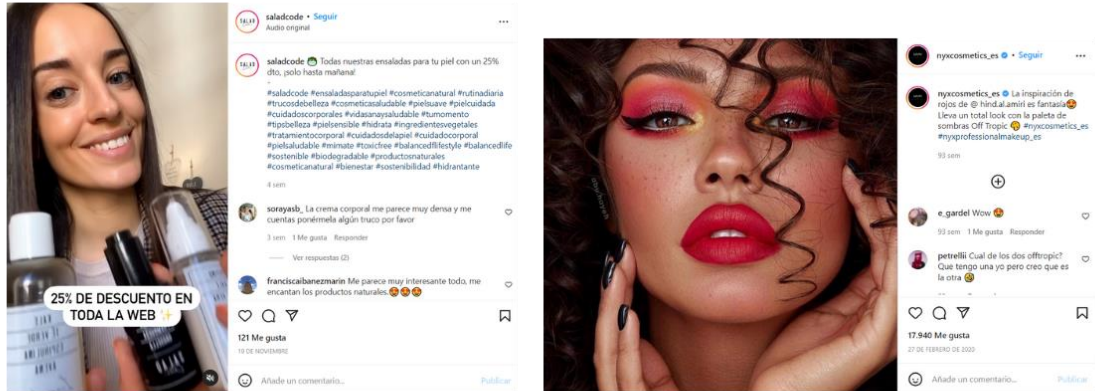 saladcode • Seguir
Audio original
saladcode Todas nuestras ensaladas para tu piel con un 25%
dto, ¡solo hasta mañana!
-
#saladcode #ensaladasparatupiel #cosmeticanatural #rutinadiaria
#trucosdebelleza #cosmeticasaludable #pielsuave #pielcuidada
#cuidadoscorporales #vidasanaysaludable #tumomento
#tipsbelleza #pielsensible #hidrata #ingredientesvegetales
#tratamientocorporal #cuidadosdelapiel #cuidadocorporal
#pielsaludable #mimate #toxicfree #balancedflifestyle #balancedlife
#sostenible #biodegradable #productosnaturales
#cosmeticanatural #bienestar #sostenibilidad #hidrantante
4 sem
sorayasb_ La crema corporal me parece muy densa y me
cuentas ponérmela algún truco por favor
3 sem 1 Me gusta Responder
Ver respuestas (2)
franciscaibanezmarin Me parece muy interesante todo, me
encantan los productos naturales.😍😍😍
25% DE DESCUENTO EN
TODA LA WEB ✨
121 Me gusta
19 DE NOVIEMBRE
Añade un comentario...
Publicar
nyxcosmetics_es • Seguir
nyxcosmetics_es La inspiración de
rojos de @ hind.al.amiri es fantasía😍
Lleva un total look con la paleta de
sombras Off Tropic #nyxcosmetics_es
#nyxprofessionalmakeup_es
93 sem
e_gardel Wow 😍
93 sem 1 Me gusta Responder
petrellii Cual de los dos offtropic?
Que tengo una yo pero creo que es
la otra
17.940 Me gusta
27 DE FEBRERO DE 2020
Añade un comentario...
Publicar